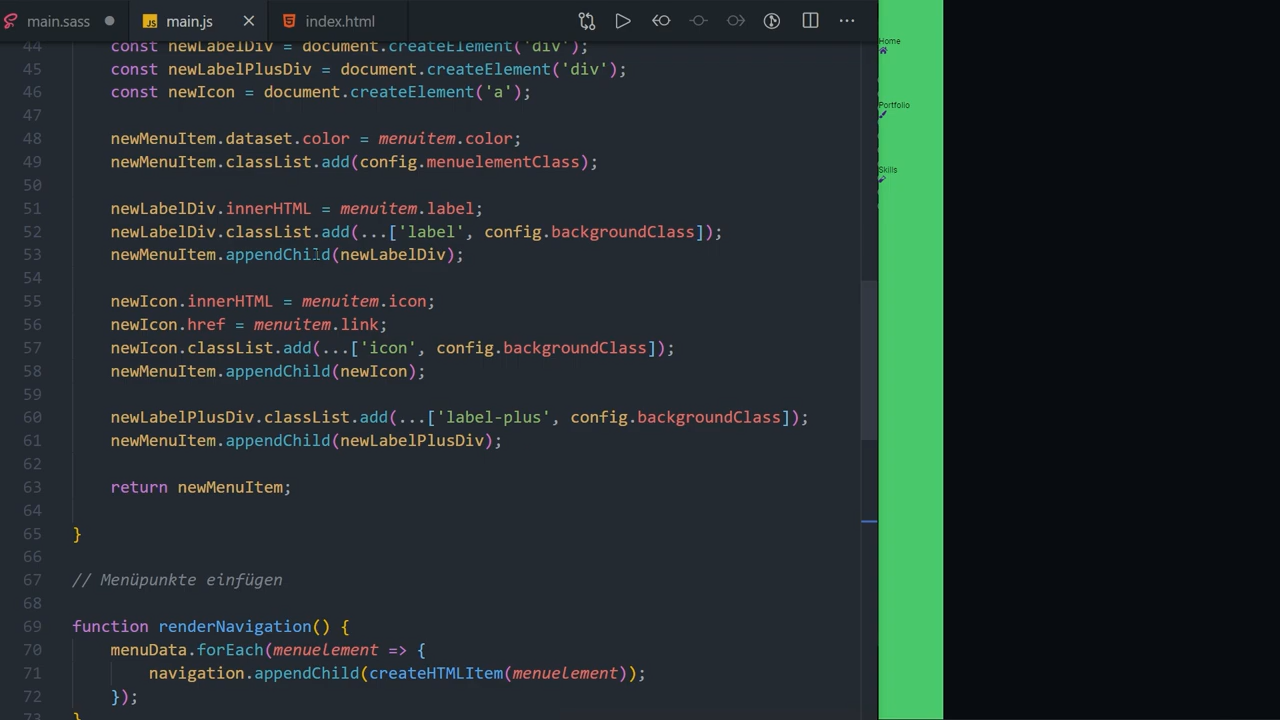 main.sass
main.js
index.html
44 const newLabelDiv = document.createElement('div');
45 const newLabelPlusDiv = document.createElement('div');
46 const newIcon = document.createElement('a');
47
48 newMenuItem.dataset.color = menuitem.color;
49 newMenuItem.classList.add(config.menuelementClass);
50
51 newLabelDiv.innerHTML = menuitem.label;
52 newLabelDiv.classList.add(...['label', config.backgroundClass]);
53 newMenuItem.appendChild(newLabelDiv);
54
55 newIcon.innerHTML = menuitem.icon;
56 newIcon.href = menuitem.link;
57 newIcon.classList.add(...['icon', config.backgroundClass]);
58 newMenuItem.appendChild(newIcon);
59
60 newLabelPlusDiv.classList.add(...['label-plus', config.backgroundClass]);
61 newMenuItem.appendChild(newLabelPlusDiv);
62
63 return newMenuItem;
64
65 }
66
67 // Menüpunkte einfügen
68
69 function renderNavigation() {
70 menuData.forEach(menuelement => {
71 navigation.appendChild(createHTMLItem(menuelement));
72 });
73 }
Home
Portfolio
Skills